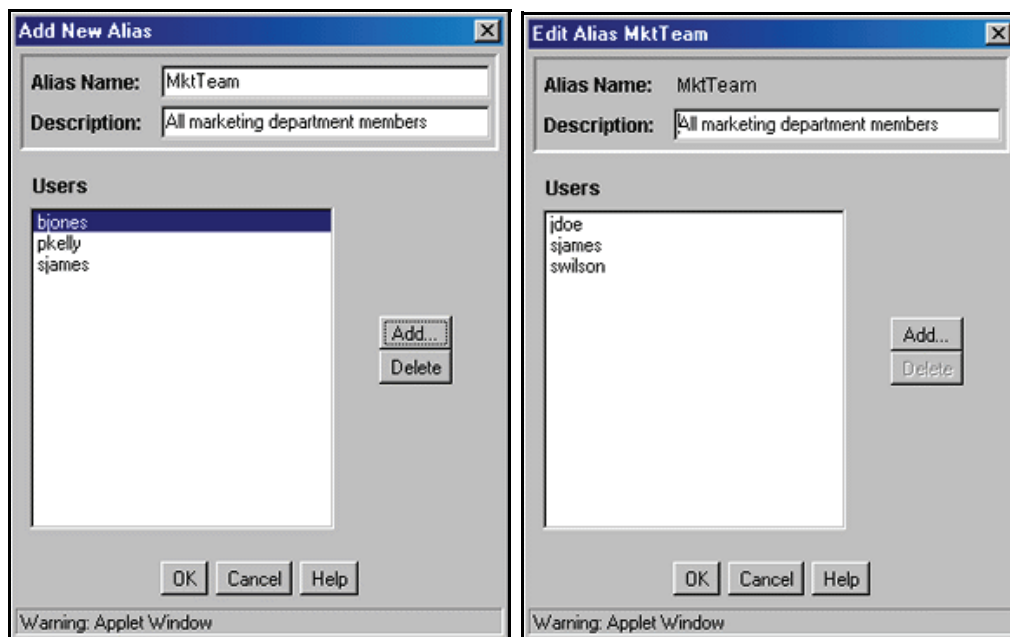 Add New Alias
Alias Name: MktTeam
Description: All marketing department members
Users
bjones
pkelly
sjames
Add...
Delete
OK Cancel Help
Warning: Applet Window
Edit Alias MktTeam
Alias Name: MktTeam
Description: All marketing department members
Users
jdoe
sjames
swilson
Add...
Delete
OK Cancel Help
Warning: Applet Window